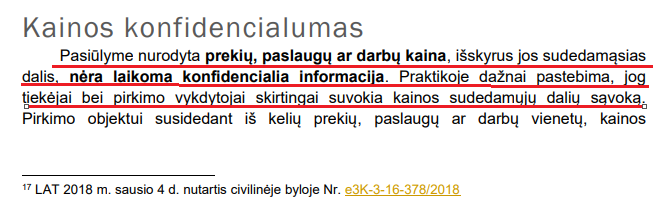 Kainos konfidencialumas
Pasiūlyme nurodyta prekių, paslaugų ar darbų kaina, išskyrus jos sudedamąsias
dalis, nėra laikoma konfidencialia informacija. Praktikoje dažnai pastebima, jog
tiekėjai bei pirkimo vykdytojai skirtingai suvokia kainos sudedamųjų dalių sąvoką.
Pirkimo objektui susidedant iš kelių prekių, paslaugų ar darbų vienetų, kainos
17 LAT 2018 m. sausio 4 d. nutartis civilinėje byloje Nr. e3K-3-16-378/2018